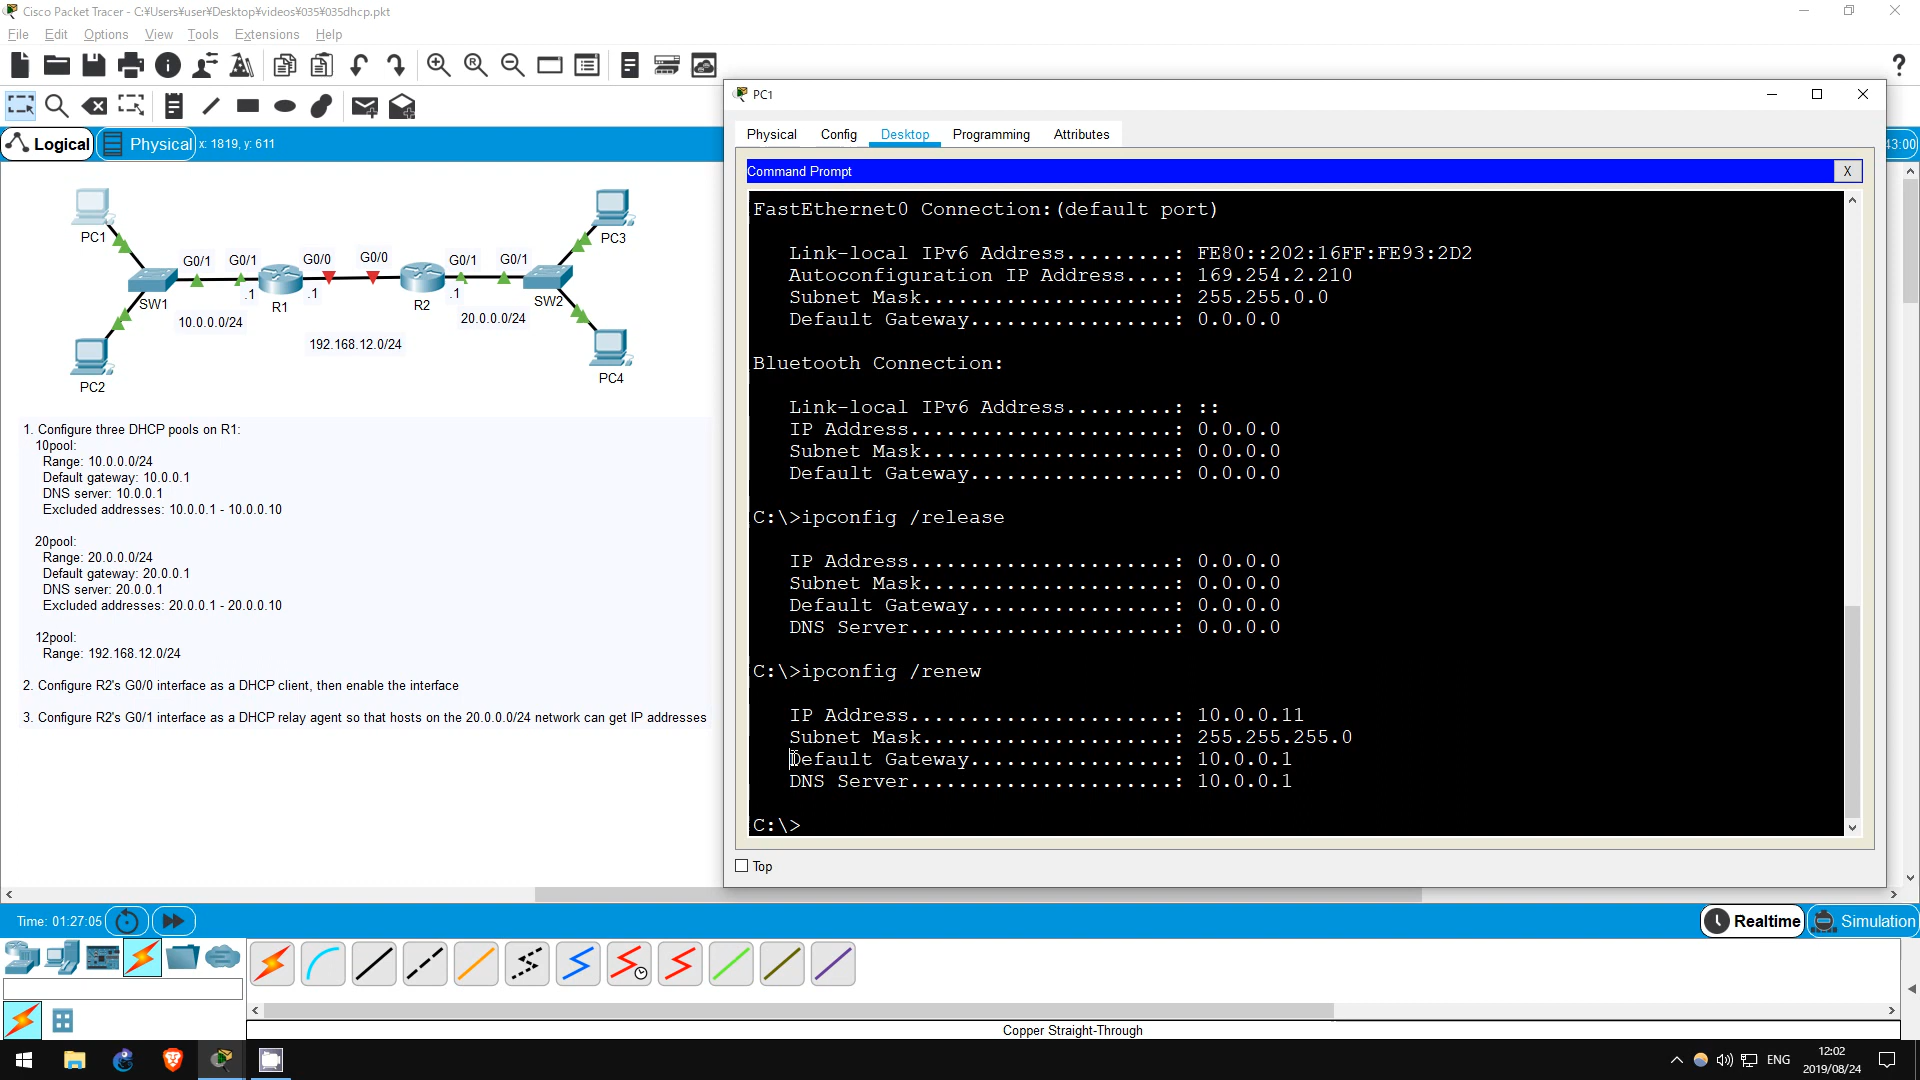 Cisco Packet Tracer - C:¥Users¥user¥Desktop¥videos¥035¥035dhcp.pkt
File Edit Options View Tools Extensions Help
?
Logical
Physical
x: 1819, y: 611
43:00
PC1
Physical Config Desktop Programming Attributes
Command Prompt
X
FastEthernet0 Connection:(default port)
Link-local IPv6 Address.........: FE80::202:16FF:FE93:2D2
Autoconfiguration IP Address....: 169.254.2.210
Subnet Mask.....................: 255.255.0.0
Default Gateway.................: 0.0.0.0
Bluetooth Connection:
Link-local IPv6 Address.........: ::
IP Address......................: 0.0.0.0
Subnet Mask.....................: 0.0.0.0
Default Gateway.................: 0.0.0.0
C:\>ipconfig /release
IP Address......................: 0.0.0.0
Subnet Mask.....................: 0.0.0.0
Default Gateway.................: 0.0.0.0
DNS Server......................: 0.0.0.0
C:\>ipconfig /renew
IP Address......................: 10.0.0.11
Subnet Mask.....................: 255.255.255.0
Default Gateway.................: 10.0.0.1
DNS Server......................: 10.0.0.1
C:\>
Top
PC1
PC3
G0/1 G0/1 G0/0 G0/0 G0/1 G0/1
SW1 .1 R1 .1 R2 .1 SW2
10.0.0.0/24
20.0.0.0/24
192.168.12.0/24
PC2
PC4
1. Configure three DHCP pools on R1:
10pool:
Range: 10.0.0.0/24
Default gateway: 10.0.0.1
DNS server: 10.0.0.1
Excluded addresses: 10.0.0.1 - 10.0.0.10
20pool:
Range: 20.0.0.0/24
Default gateway: 20.0.0.1
DNS server: 20.0.0.1
Excluded addresses: 20.0.0.1 - 20.0.0.10
12pool:
Range: 192.168.12.0/24
2. Configure R2's G0/0 interface as a DHCP client, then enable the interface
3. Configure R2's G0/1 interface as a DHCP relay agent so that hosts on the 20.0.0.0/24 network can get IP addresses
Time: 01:27:05
Realtime
Simulation
Copper Straight-Through
ENG
12:02
2019/08/24